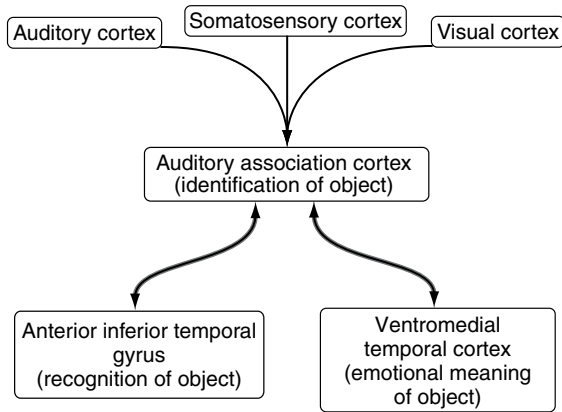 Auditory cortex
Somatosensory cortex
Visual cortex
Auditory association cortex
(identification of object)
Anterior inferior temporal
gyrus
(recognition of object)
Ventromedial
temporal cortex
(emotional meaning
of object)